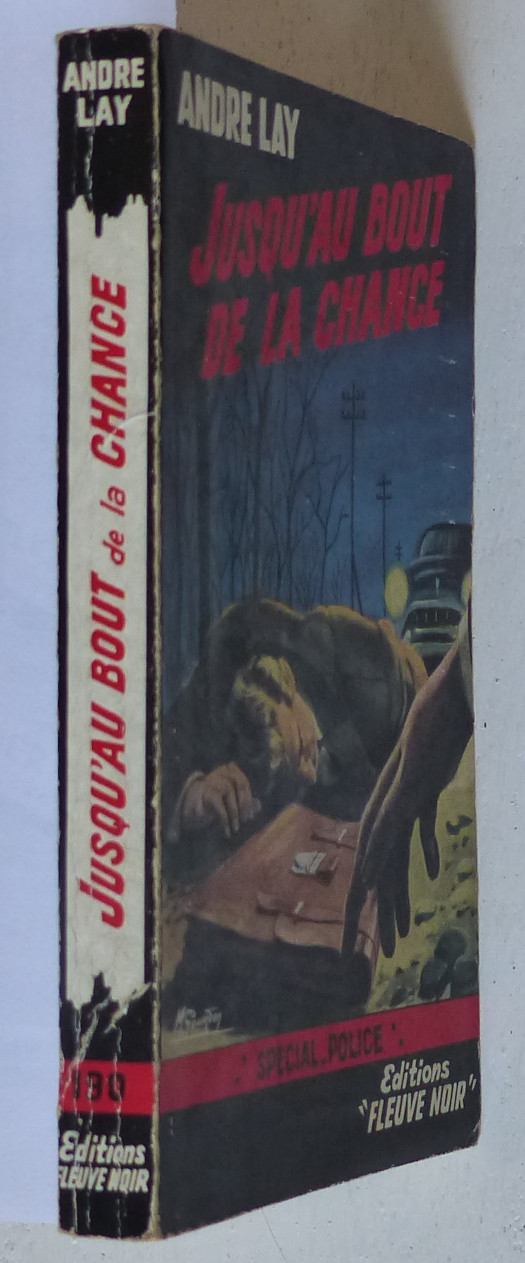 ANDRE
LAY
JUSQU'AU BOUT de la CHANCE
190
Editions
FLEUVE NOIR
ANDRE LAY
JUSQU'AU BOUT
DE LA CHANCE
SPECIAL-POLICE
Editions
"FLEUVE NOIR"